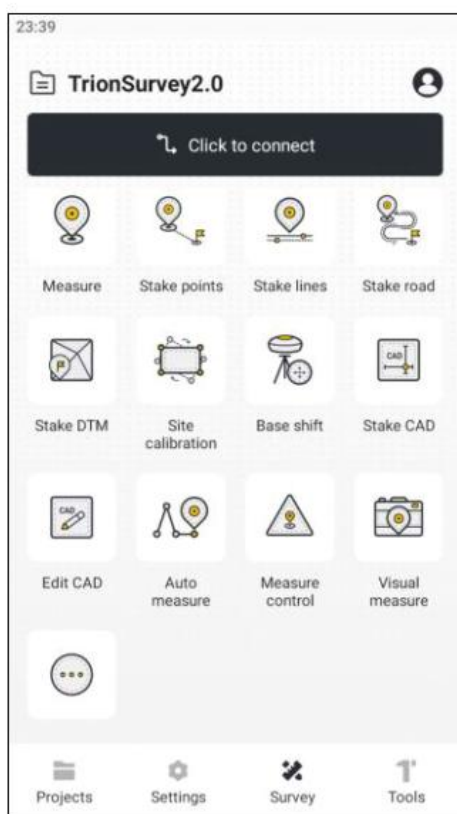 23:39
TrionSurvey2.0
Click to connect
Measure
Stake points
Stake lines
Stake road
Stake DTM
Site
calibration
Base shift
CAD
Stake CAD
CAD
Edit CAD
Auto
measure
Measure
control
Visual
measure
Projects
Settings
Survey
Tools